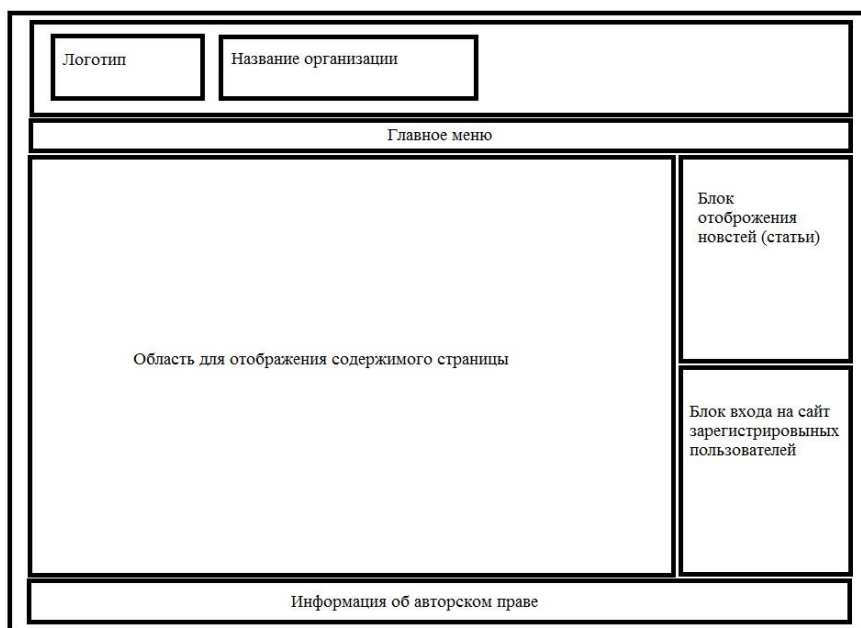 Логотип
Название организации
Главное меню
Блок
отоброжения
новстей (статьи)
Область для отображения содержимого страницы
Блок входа на сайт
зарегистрировыных
пользователей
Информация об авторском праве